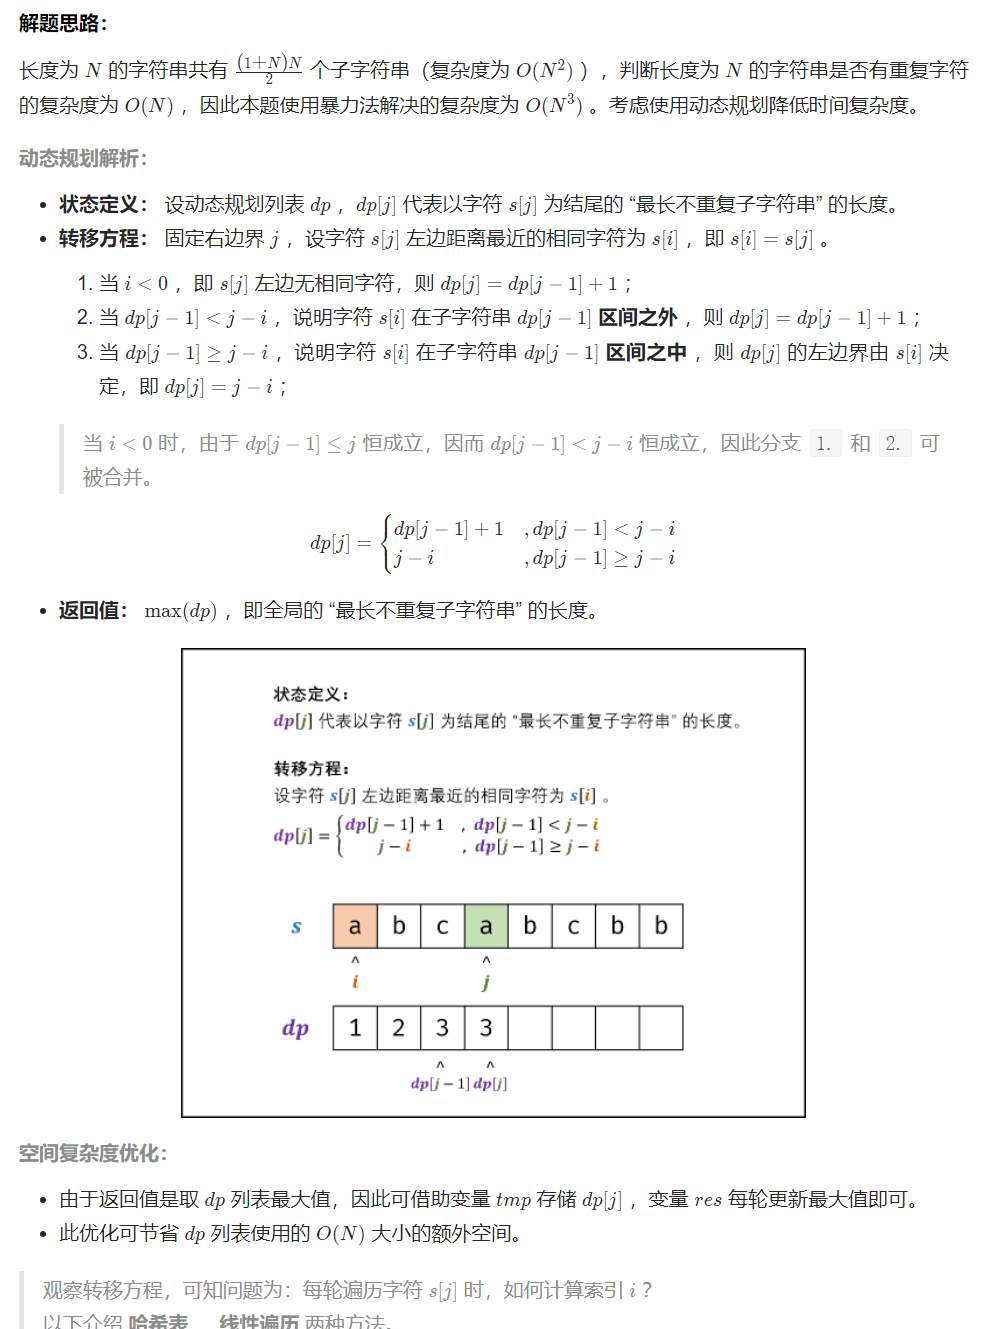 解题思路：
长度为 N 的字符串共有 (1+N)N/2 个子字符串（复杂度为 O(N²) ），判断长度为 N 的字符串是否有重复字符
的复杂度为 O(N) ，因此本题使用暴力法解决的复杂度为 O(N³) 。考虑使用动态规划降低时间复杂度。
动态规划解析：
• 状态定义： 设动态规划列表 dp ，dp[j] 代表以字符 s[j] 为结尾的 “最长不重复子字符串” 的长度。
• 转移方程： 固定右边界 j ，设字符 s[j] 左边距离最近的相同字符为 s[i] ，即 s[i] = s[j] 。
1. 当 i < 0 ，即 s[j] 左边无相同字符，则 dp[j] = dp[j − 1] + 1 ；
2. 当 dp[j − 1] < j − i ，说明字符 s[i] 在子字符串 dp[j − 1] 区间之外 ，则 dp[j] = dp[j − 1] + 1 ；
3. 当 dp[j − 1] ≥ j − i ，说明字符 s[i] 在子字符串 dp[j − 1] 区间之中 ，则 dp[j] 的左边界由 s[i] 决
定，即 dp[j] = j − i ；
当 i < 0 时，由于 dp[j − 1] ≤ j 恒成立，因而 dp[j − 1] < j − i 恒成立，因此分支 1. 和 2. 可
被合并。
dp[j] = { dp[j − 1] + 1 , dp[j − 1] < j − i
j − i , dp[j − 1] ≥ j − i
• 返回值： max(dp) ，即全局的 “最长不重复子字符串” 的长度。
状态定义：
dp[j] 代表以字符 s[j] 为结尾的 “最长不重复子字符串” 的长度。
转移方程：
设字符 s[j] 左边距离最近的相同字符为 s[i] 。
dp[j] = { dp[j − 1] + 1 , dp[j − 1] < j − i
j − i , dp[j − 1] ≥ j − i
s a b c a b c b b
^ ^
i j
dp 1 2 3 3
^ ^
dp[j − 1] dp[j]
空间复杂度优化：
• 由于返回值是取 dp 列表最大值，因此可借助变量 tmp 存储 dp[j] ，变量 res 每轮更新最大值即可。
• 此优化可节省 dp 列表使用的 O(N) 大小的额外空间。
观察转移方程，可知问题为：每轮遍历字符 s[j] 时，如何计算索引 i ？
以下介绍 哈希表 、 线性遍历 两种方法。